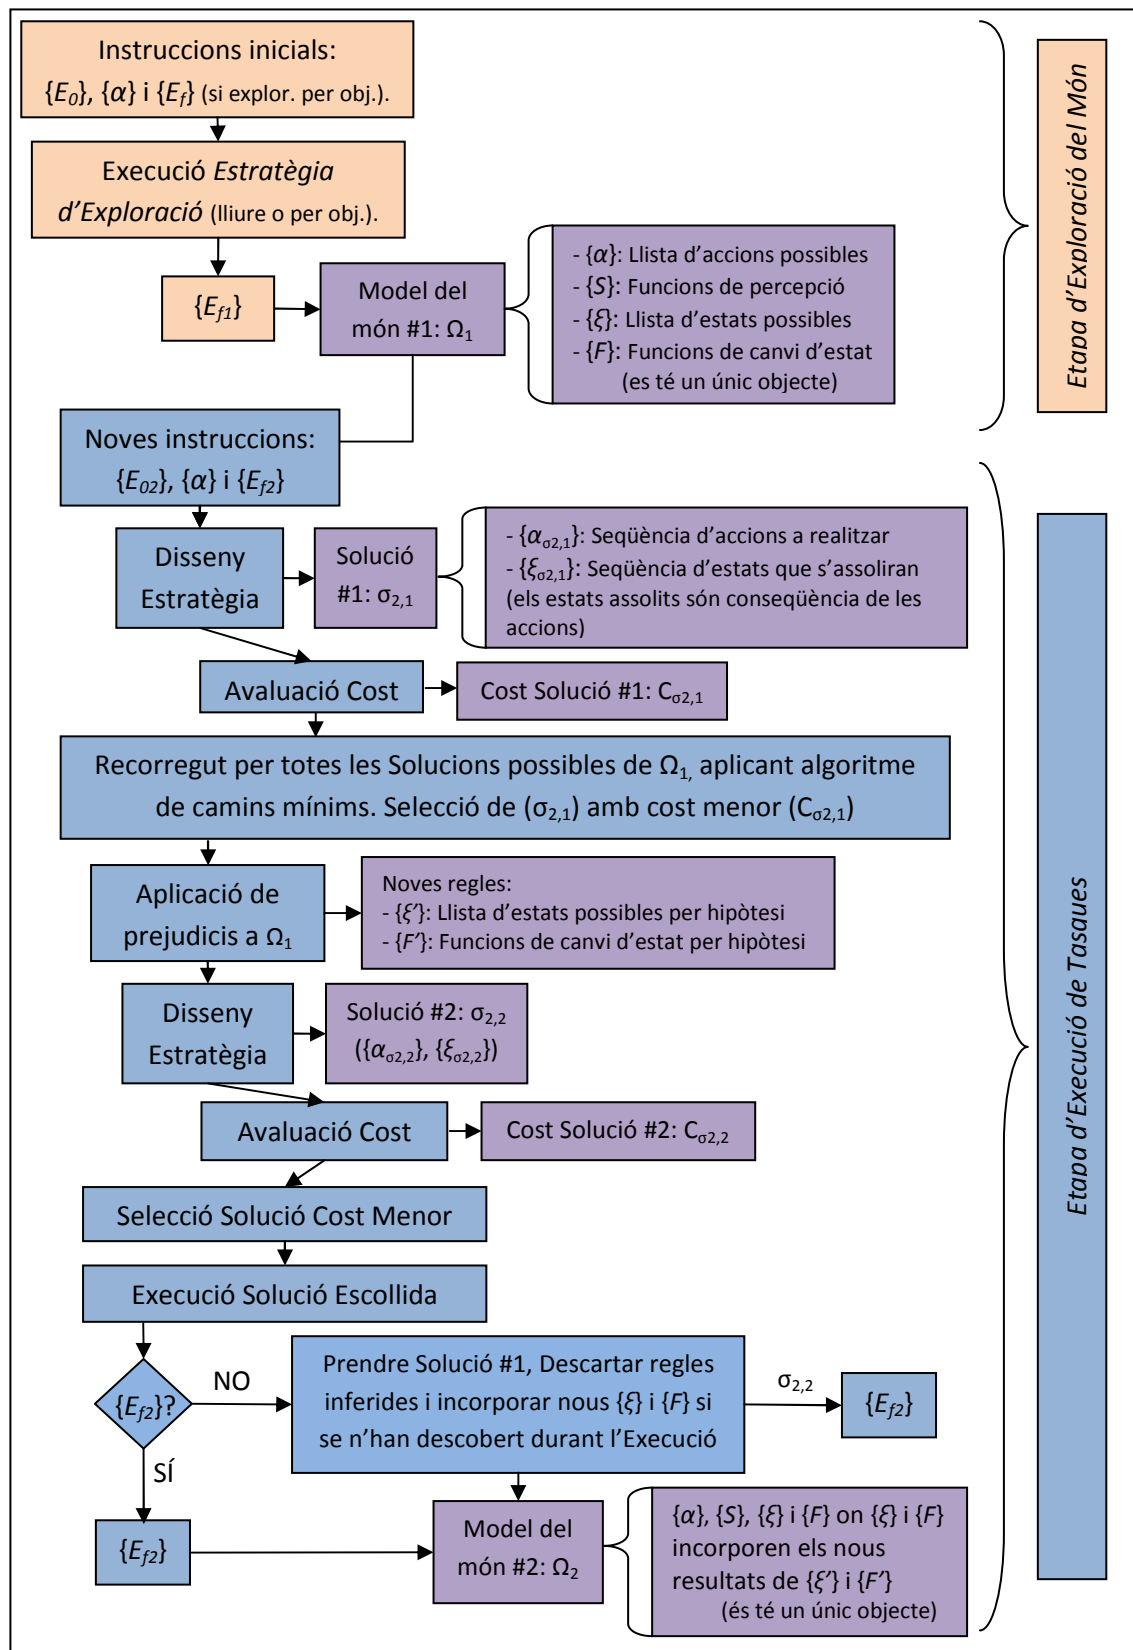 Instruccions inicials:
{E0}, {α} i {Ef} (si explor. per obj.).
Execució Estratègia
d'Exploració (lliure o per obj.).
{Ef1}
Model del
món #1: Ω1
- {α}: Llista d'accions possibles
- {S}: Funcions de percepció
- {ξ}: Llista d'estats possibles
- {F}: Funcions de canvi d'estat
(es té un únic objecte)
Etapa d'Exploració del Món
Noves instruccions:
{E02}, {α} i {Ef2}
Disseny
Estratègia
Solució
#1: σ2,1
- {ασ2,1}: Seqüència d'accions a realitzar
- {ξσ2,1}: Seqüència d'estats que s'assoliran
(els estats assolits són conseqüència de les
accions)
Avaluació Cost
Cost Solució #1: Cσ2,1
Recorregut per totes les Solucions possibles de Ω1, aplicant algoritme
de camins mínims. Selecció de (σ2,1) amb cost menor (Cσ2,1)
Aplicació de
prejudicis a Ω1
Noves regles:
- {ξ'}: Llista d'estats possibles per hipòtesi
- {F'}: Funcions de canvi d'estat per hipòtesi
Disseny
Estratègia
Solució #2: σ2,2
({ασ2,2}, {ξσ2,2})
Avaluació Cost
Cost Solució #2: Cσ2,2
Selecció Solució Cost Menor
Execució Solució Escollida
{Ef2}?
NO
Prendre Solució #1, Descartar regles
inferides i incorporar nous {ξ} i {F} si
se n'han descobert durant l'Execució
σ2,2
{Ef2}
SÍ
{Ef2}
Model del
món #2: Ω2
{α}, {S}, {ξ} i {F} on {ξ} i {F}
incorporen els nous
resultats de {ξ'} i {F'}
(és té un únic objecte)
Etapa d'Execució de Tasques